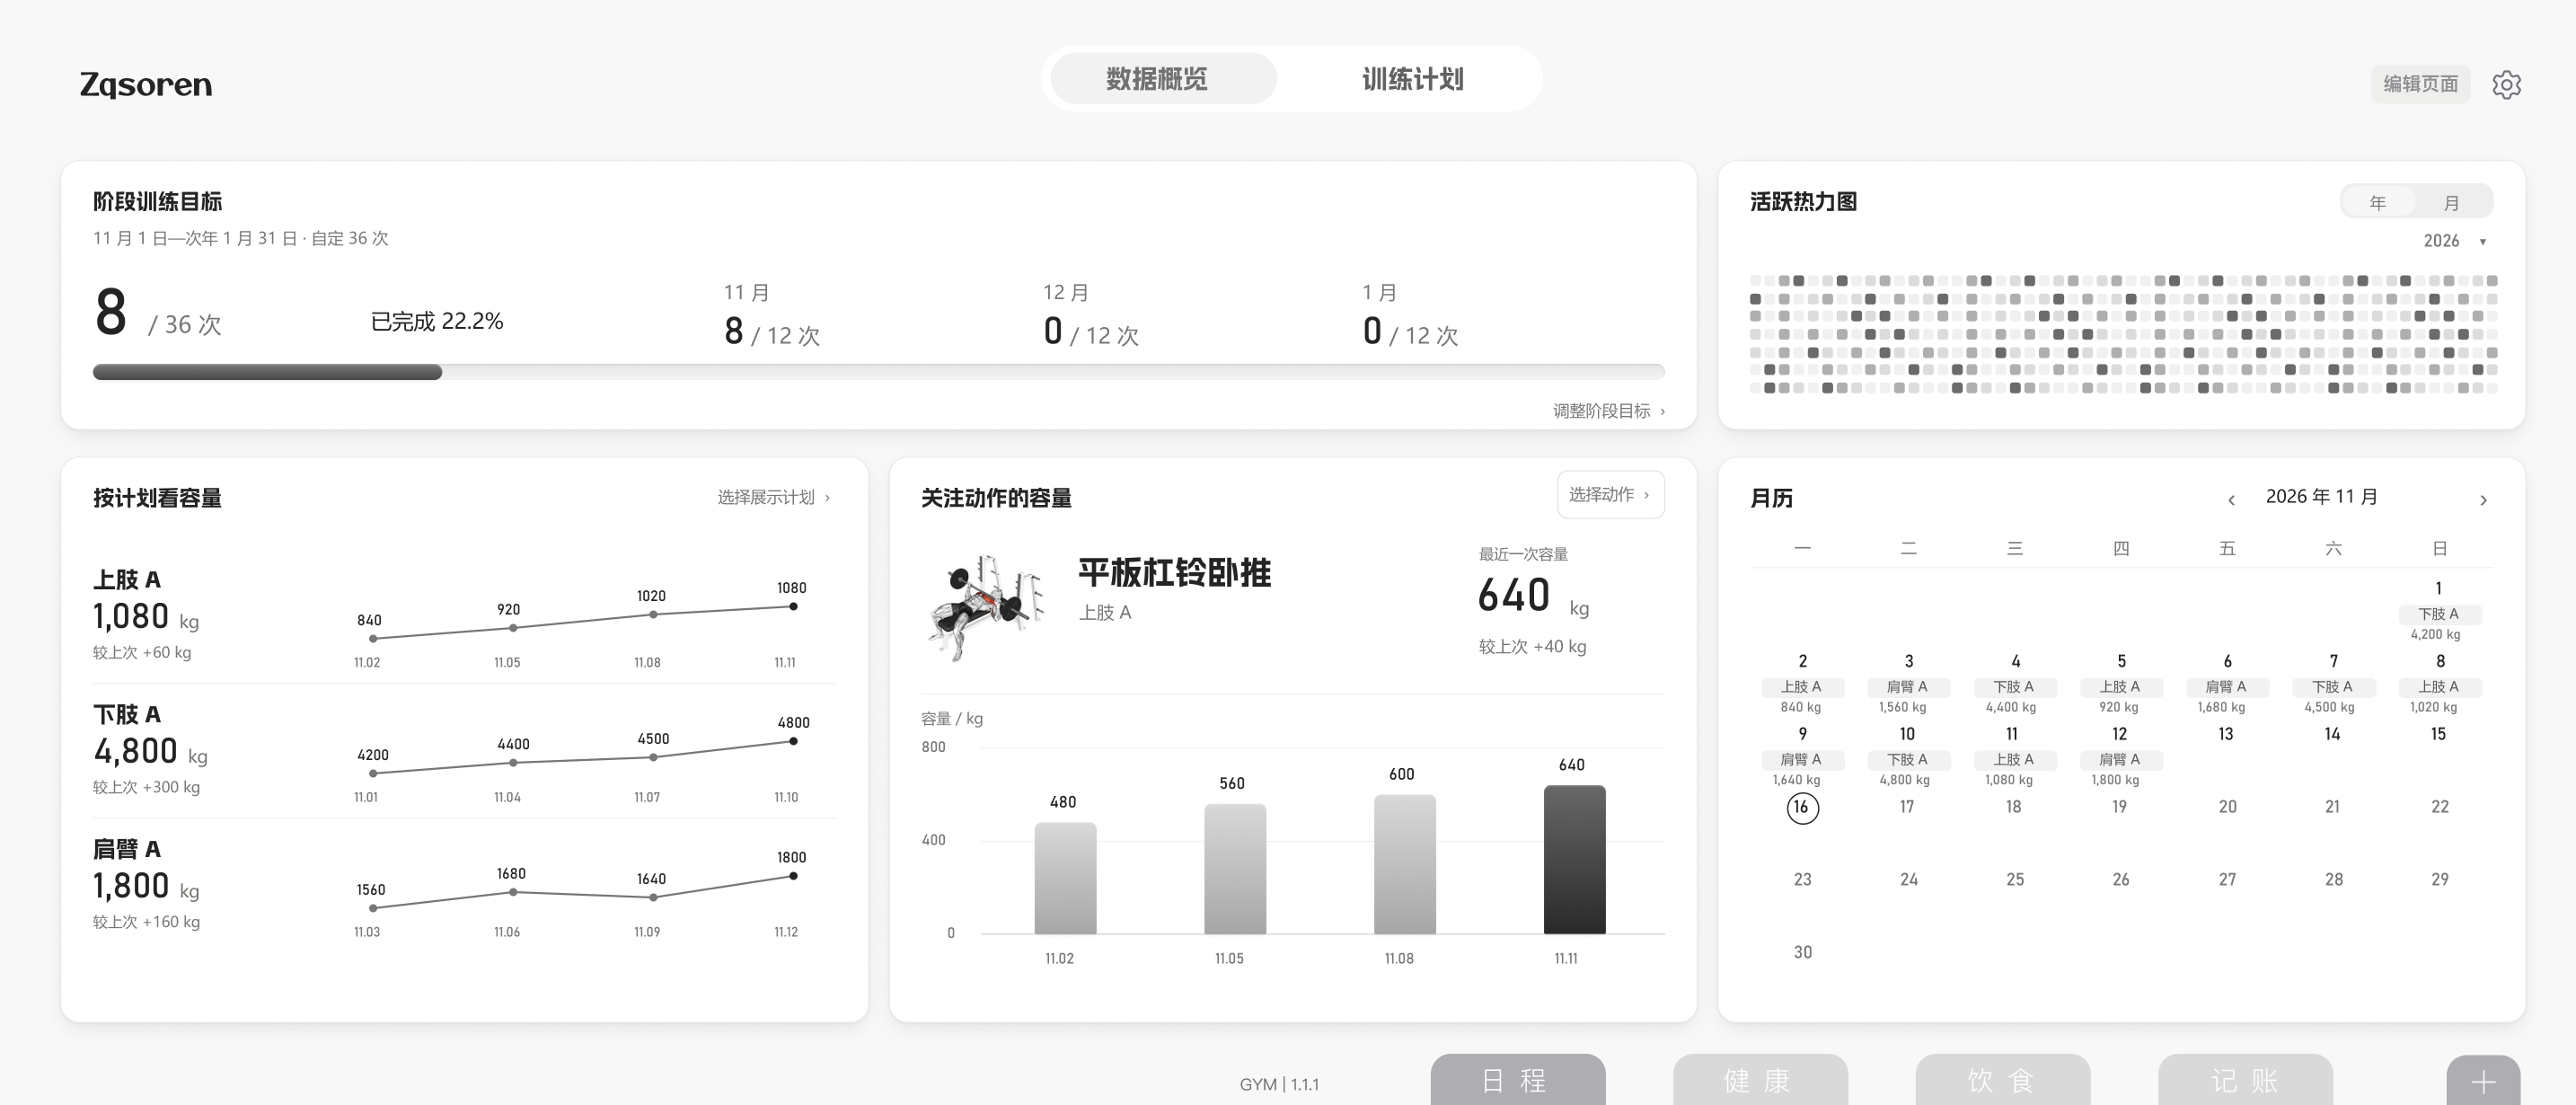 Zqsoren
数据概览 训练计划
编辑页面
阶段训练目标
11 月 1 日—次年 1 月 31 日 · 自定 36 次
8 / 36 次
已完成 22.2%
11 月
8 / 12 次
12 月
0 / 12 次
1 月
0 / 12 次
调整阶段目标 ›
活跃热力图
年 月
2026 ▼
按计划看容量
选择展示计划 ›
上肢 A
1,080 kg
较上次 +60 kg
840 920 1020 1080
11.02 11.05 11.08 11.11
下肢 A
4,800 kg
较上次 +300 kg
4200 4400 4500 4800
11.01 11.04 11.07 11.10
肩臂 A
1,800 kg
较上次 +160 kg
1560 1680 1640 1800
11.03 11.06 11.09 11.12
关注动作的容量
选择动作 ›
平板杠铃卧推
上肢 A
最近一次容量
640 kg
较上次 +40 kg
容量 / kg
800
400
0
480 560 600 640
11.02 11.05 11.08 11.11
月历
‹ 2026 年 11 月 ›
一 二 三 四 五 六 日
1
下肢 A
4,200 kg
2 3 4 5 6 7 8
上肢 A 肩臂 A 下肢 A 上肢 A 肩臂 A 下肢 A 上肢 A
840 kg 1,560 kg 4,400 kg 920 kg 1,680 kg 4,500 kg 1,020 kg
9 10 11 12 13 14 15
肩臂 A 下肢 A 上肢 A 肩臂 A
1,640 kg 4,800 kg 1,080 kg 1,800 kg
16 17 18 19 20 21 22
23 24 25 26 27 28 29
30
GYM | 1.1.1
日程 健康 饮食 记账 +